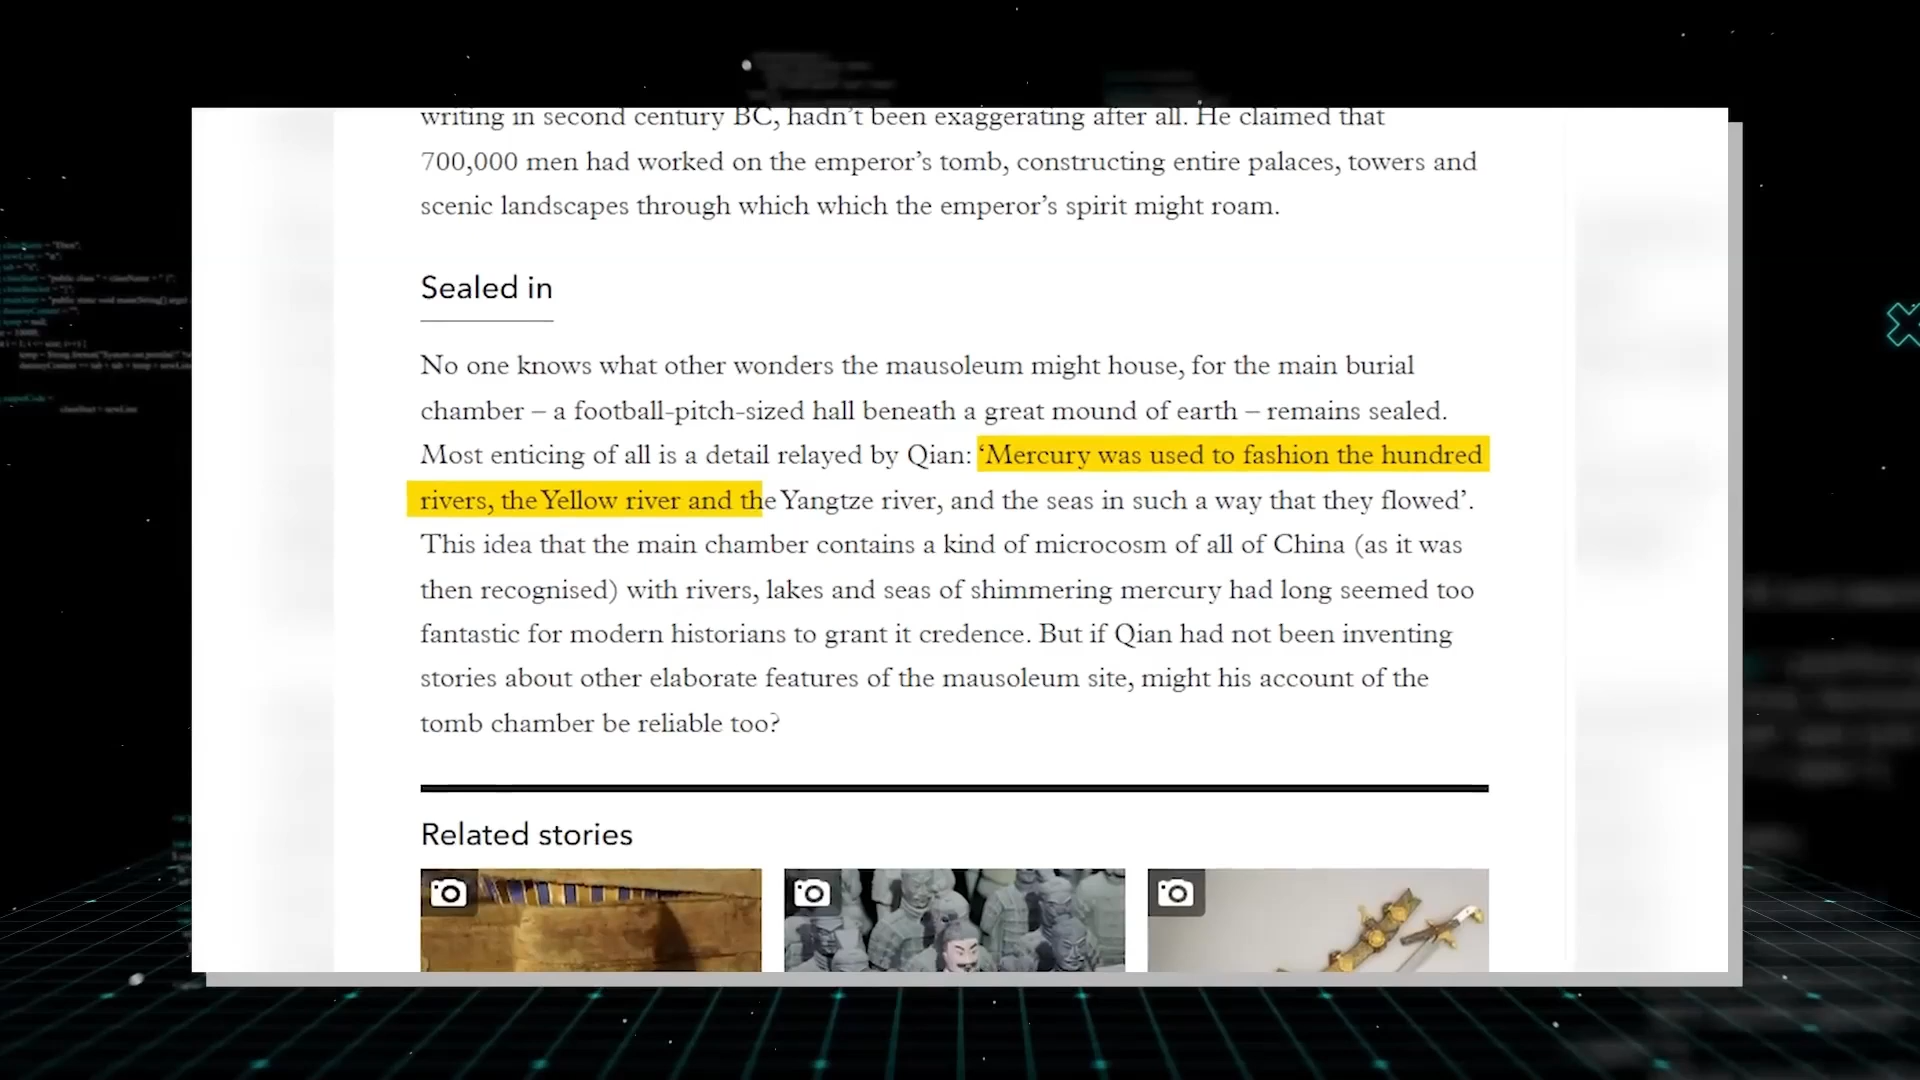 writing in second century BC, hadn’t been exaggerating after all. He claimed that
700,000 men had worked on the emperor’s tomb, constructing entire palaces, towers and
scenic landscapes through which which the emperor’s spirit might roam.
Sealed in
No one knows what other wonders the mausoleum might house, for the main burial
chamber – a football-pitch-sized hall beneath a great mound of earth – remains sealed.
Most enticing of all is a detail relayed by Qian: ‘Mercury was used to fashion the hundred
rivers, the Yellow river and the Yangtze river, and the seas in such a way that they flowed’.
This idea that the main chamber contains a kind of microcosm of all of China (as it was
then recognised) with rivers, lakes and seas of shimmering mercury had long seemed too
fantastic for modern historians to grant it credence. But if Qian had not been inventing
stories about other elaborate features of the mausoleum site, might his account of the
tomb chamber be reliable too?
Related stories